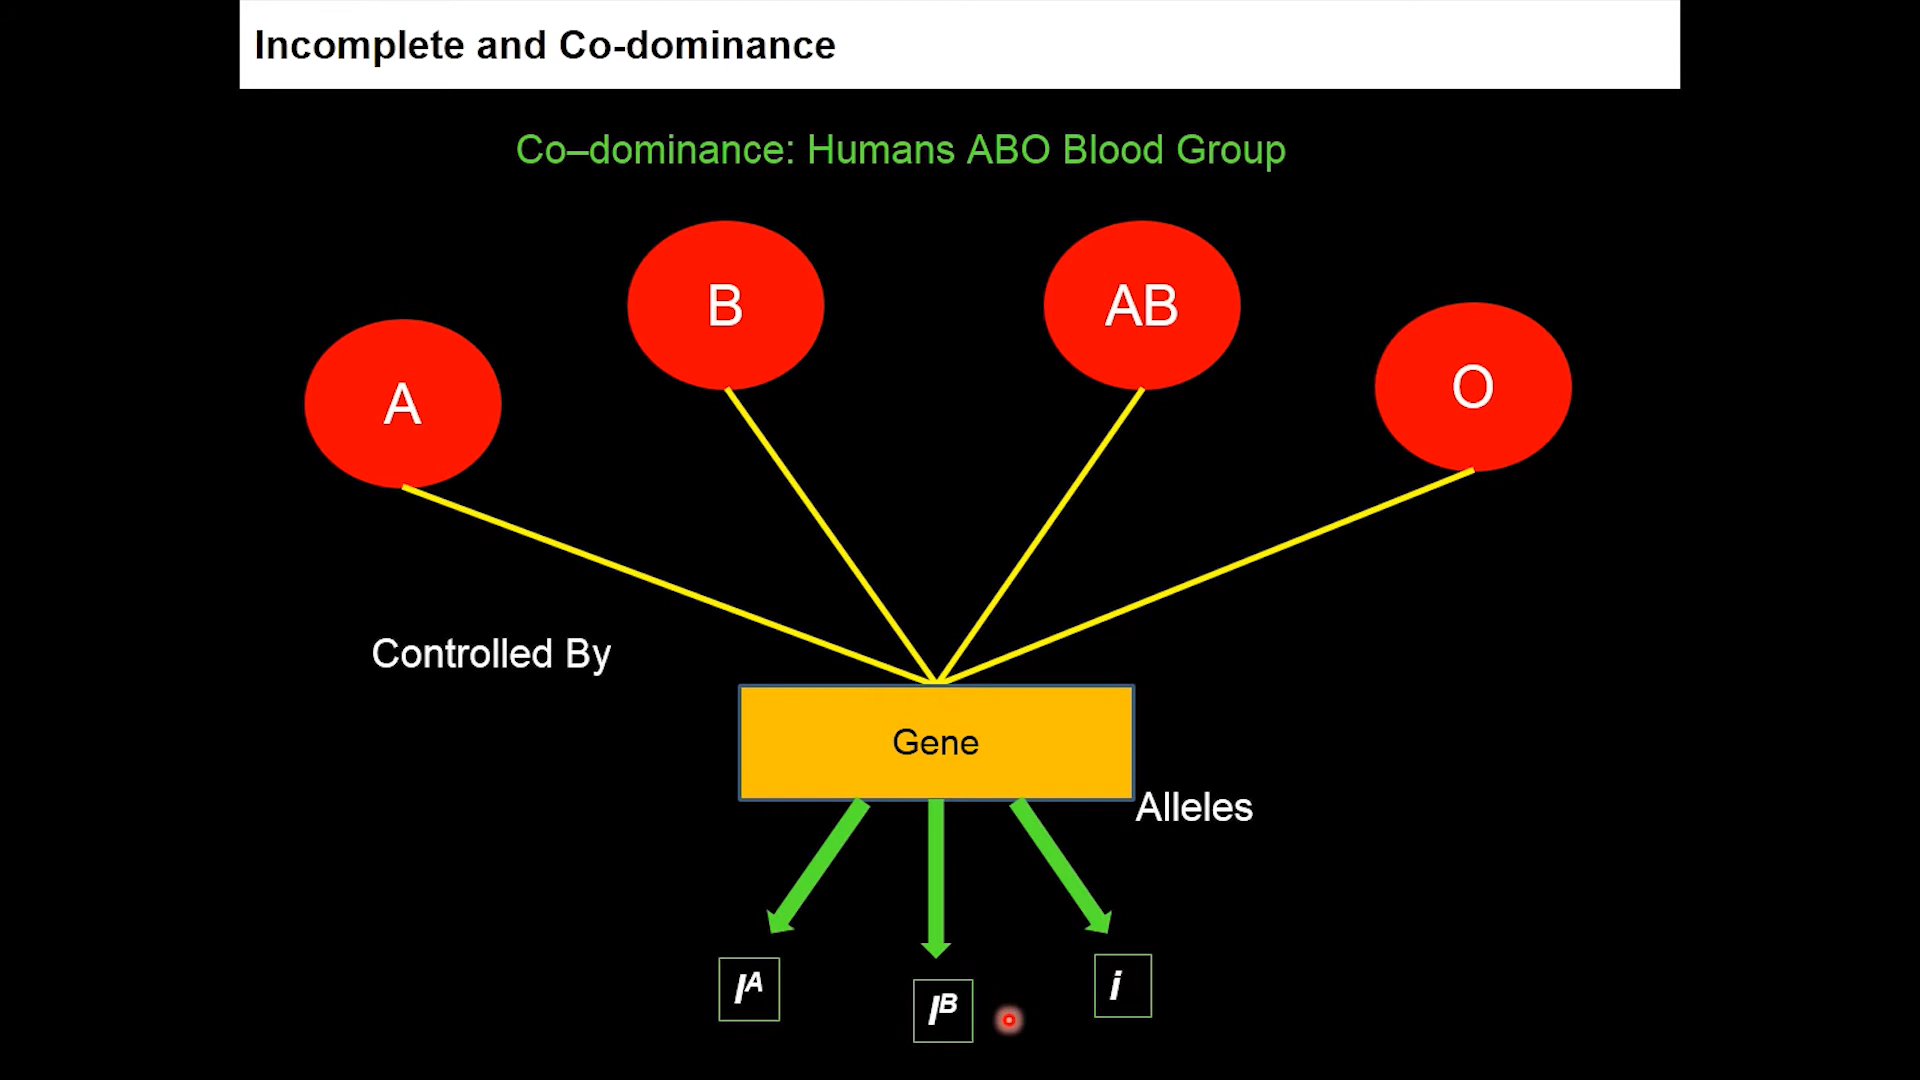 Incomplete and Co-dominance
Co–dominance: Humans ABO Blood Group
A
B
AB
O
Controlled By
Gene
Alleles
I^A
I^B
i